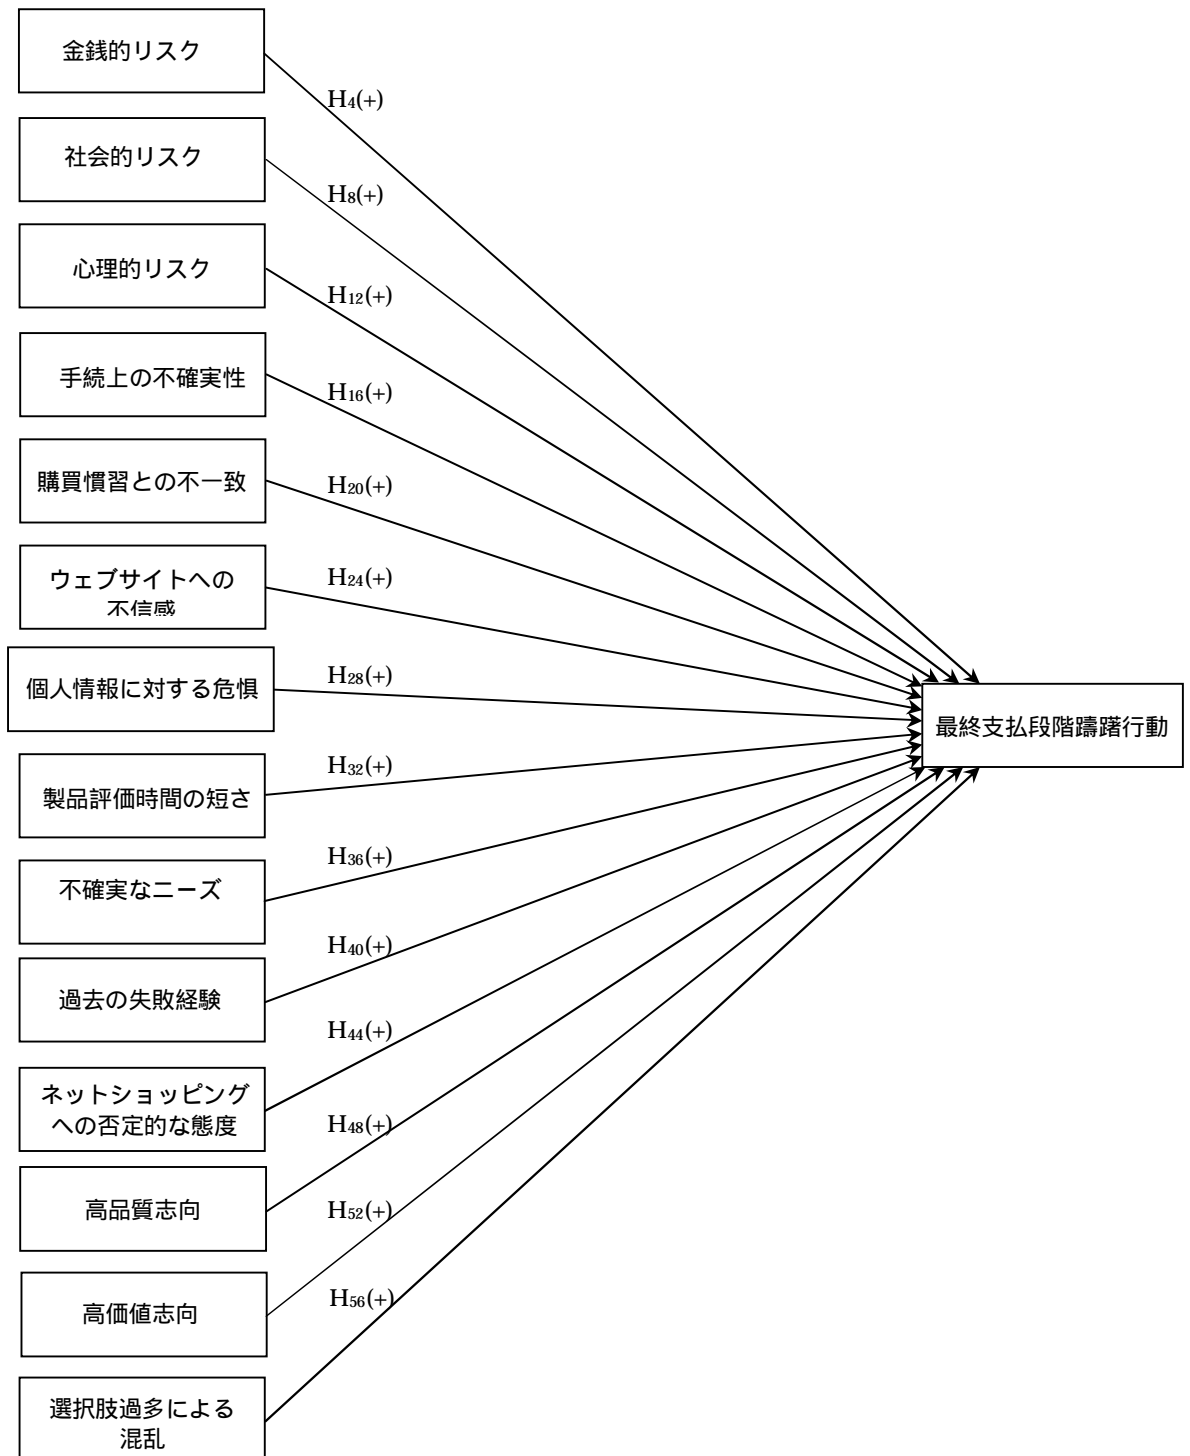 金銭的リスク
H4(+)
社会的リスク
H8(+)
心理的リスク
H12(+)
手続上の不確実性
H16(+)
購買慣習との不一致
H20(+)
ウェブサイトへの
不信感
H24(+)
個人情報に対する危惧
H28(+)
最終支払段階躊躇行動
製品評価時間の短さ
H32(+)
不確実なニーズ
H36(+)
過去の失敗経験
H40(+)
ネットショッピング
への否定的な態度
H44(+)
高品質志向
H48(+)
高価値志向
H52(+)
選択肢過多による
混乱
H56(+)